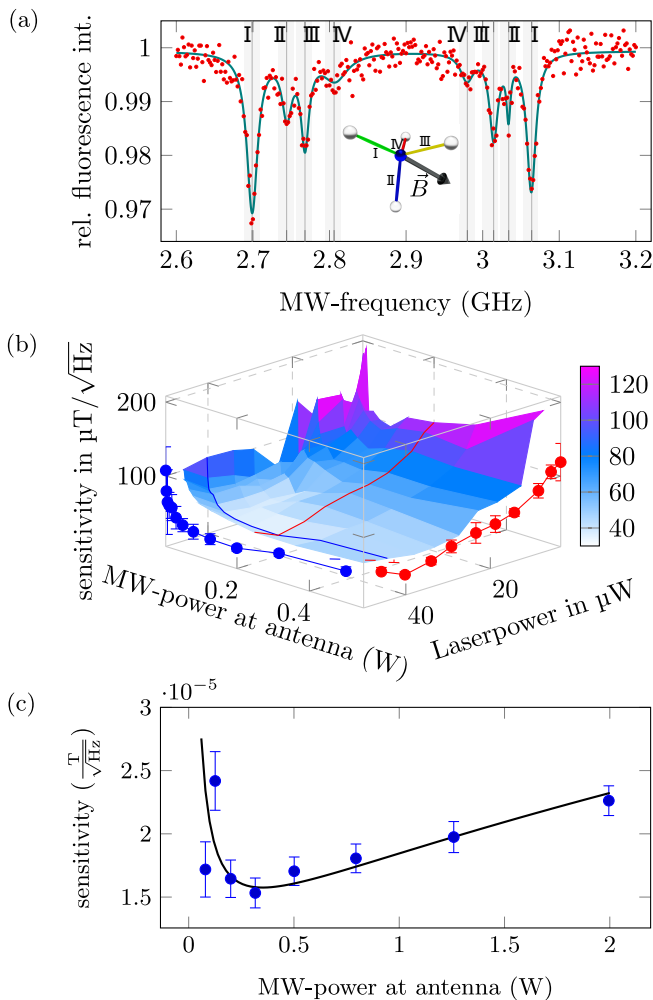 (a)
rel. fluorescence int.
1
0.99
0.98
0.97
I II III IV IV III II I
I II III IV
B⃗
2.6 2.7 2.8 2.9 3 3.1 3.2
MW-frequency (GHz)
(b)
sensitivity in µT/√Hz
200
100
0.2
0.4
MW-power at antenna (W)
40
20
Laserpower in µW
120
100
80
60
40
(c)
·10⁻⁵
sensitivity (T/√Hz)
3
2.5
2
1.5
0 0.5 1 1.5 2
MW-power at antenna (W)